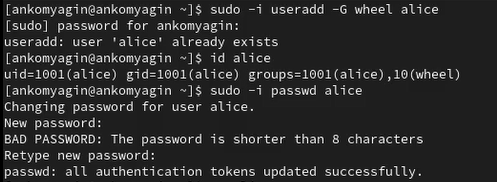 [ankomyagin@ankomyagin ~]$ sudo -i useradd -G wheel alice
[sudo] password for ankomyagin:
useradd: user 'alice' already exists
[ankomyagin@ankomyagin ~]$ id alice
uid=1001(alice) gid=1001(alice) groups=1001(alice),10(wheel)
[ankomyagin@ankomyagin ~]$ sudo -i passwd alice
Changing password for user alice.
New password:
BAD PASSWORD: The password is shorter than 8 characters
Retype new password:
passwd: all authentication tokens updated successfully.